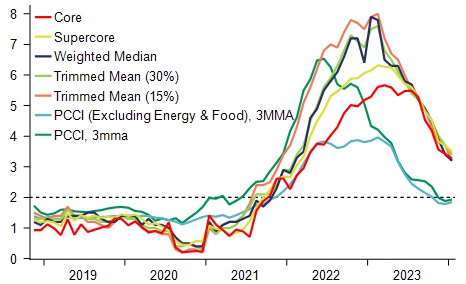 8
7
6
5
4
3
2
1
0
Core
Supercore
Weighted Median
Trimmed Mean (30%)
Trimmed Mean (15%)
PCCI (Excluding Energy & Food), 3MMA
PCCI, 3mma
2019 2020 2021 2022 2023